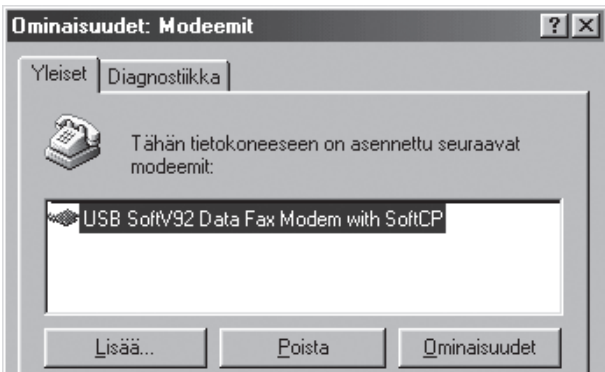 Ominaisuudet: Modeemit
Yleiset Diagnostiikka
Tähän tietokoneeseen on asennettu seuraavat
modeemit:
USB SoftV92 Data Fax Modem with SoftCP
Lisää... Poista Ominaisuudet